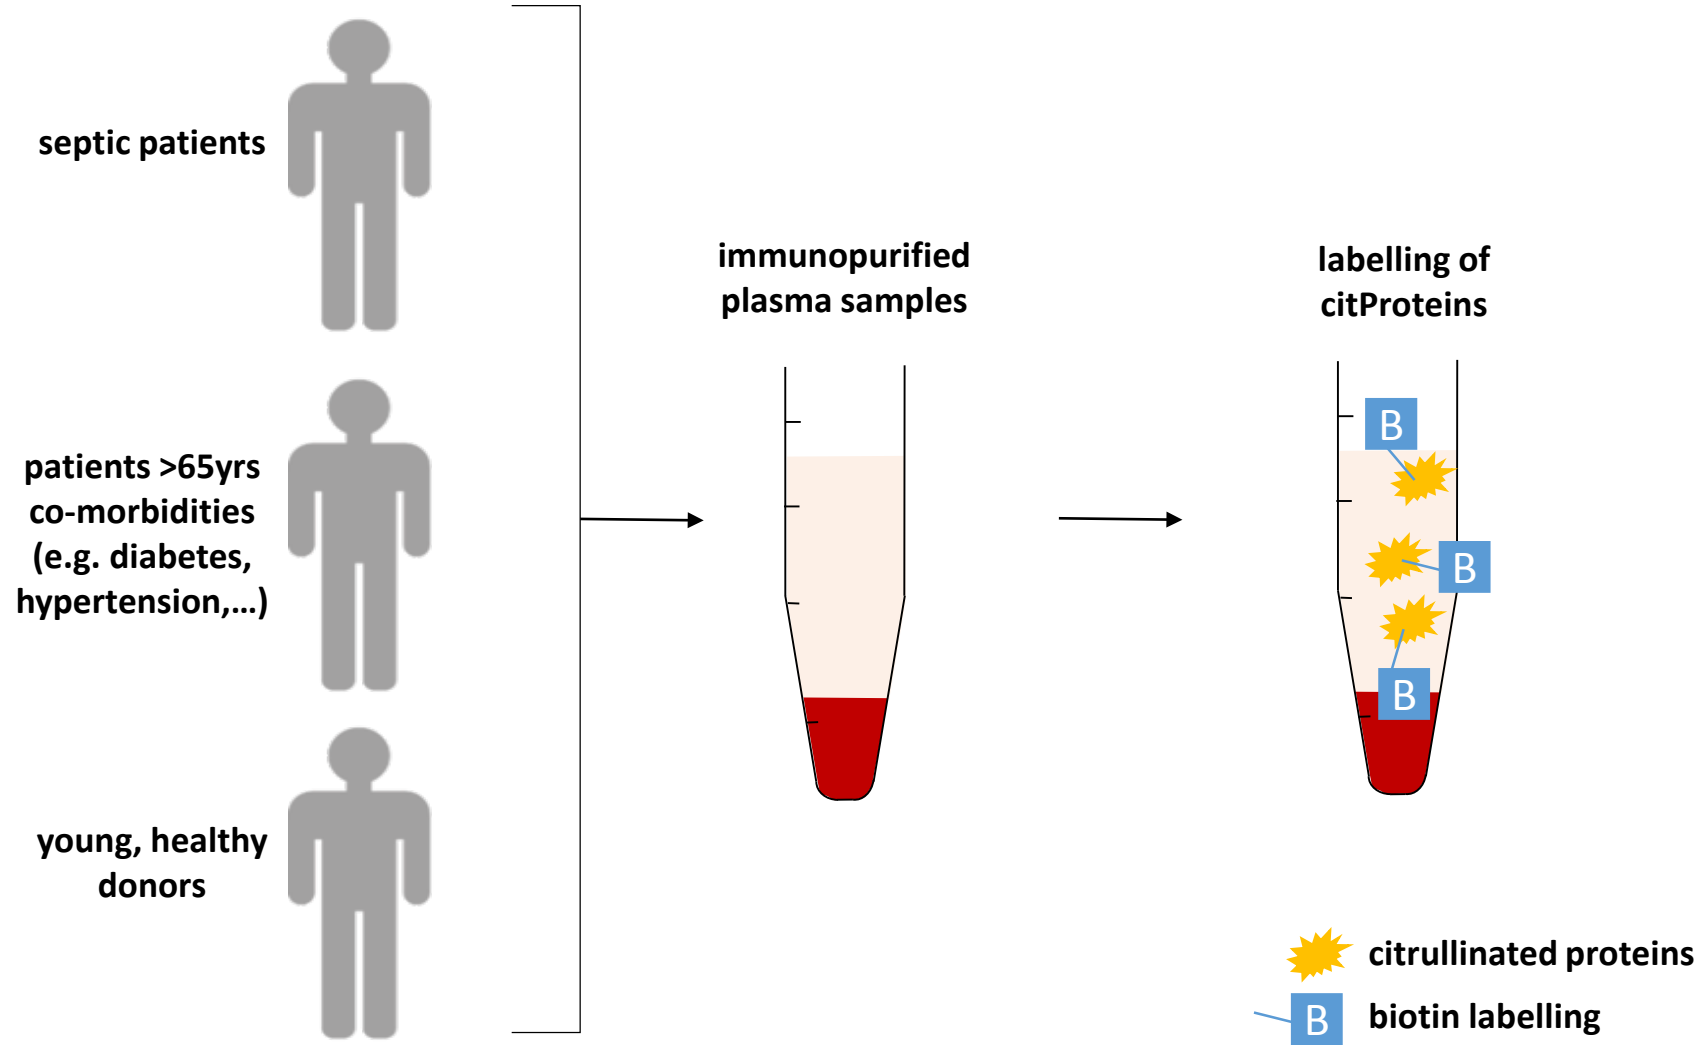 septic patients
patients >65yrs
co-morbidities
(e.g. diabetes,
hypertension,...)
young, healthy
donors
immunopurified
plasma samples
labelling of
citProteins
B
B
B
citrullinated proteins
B
biotin labelling